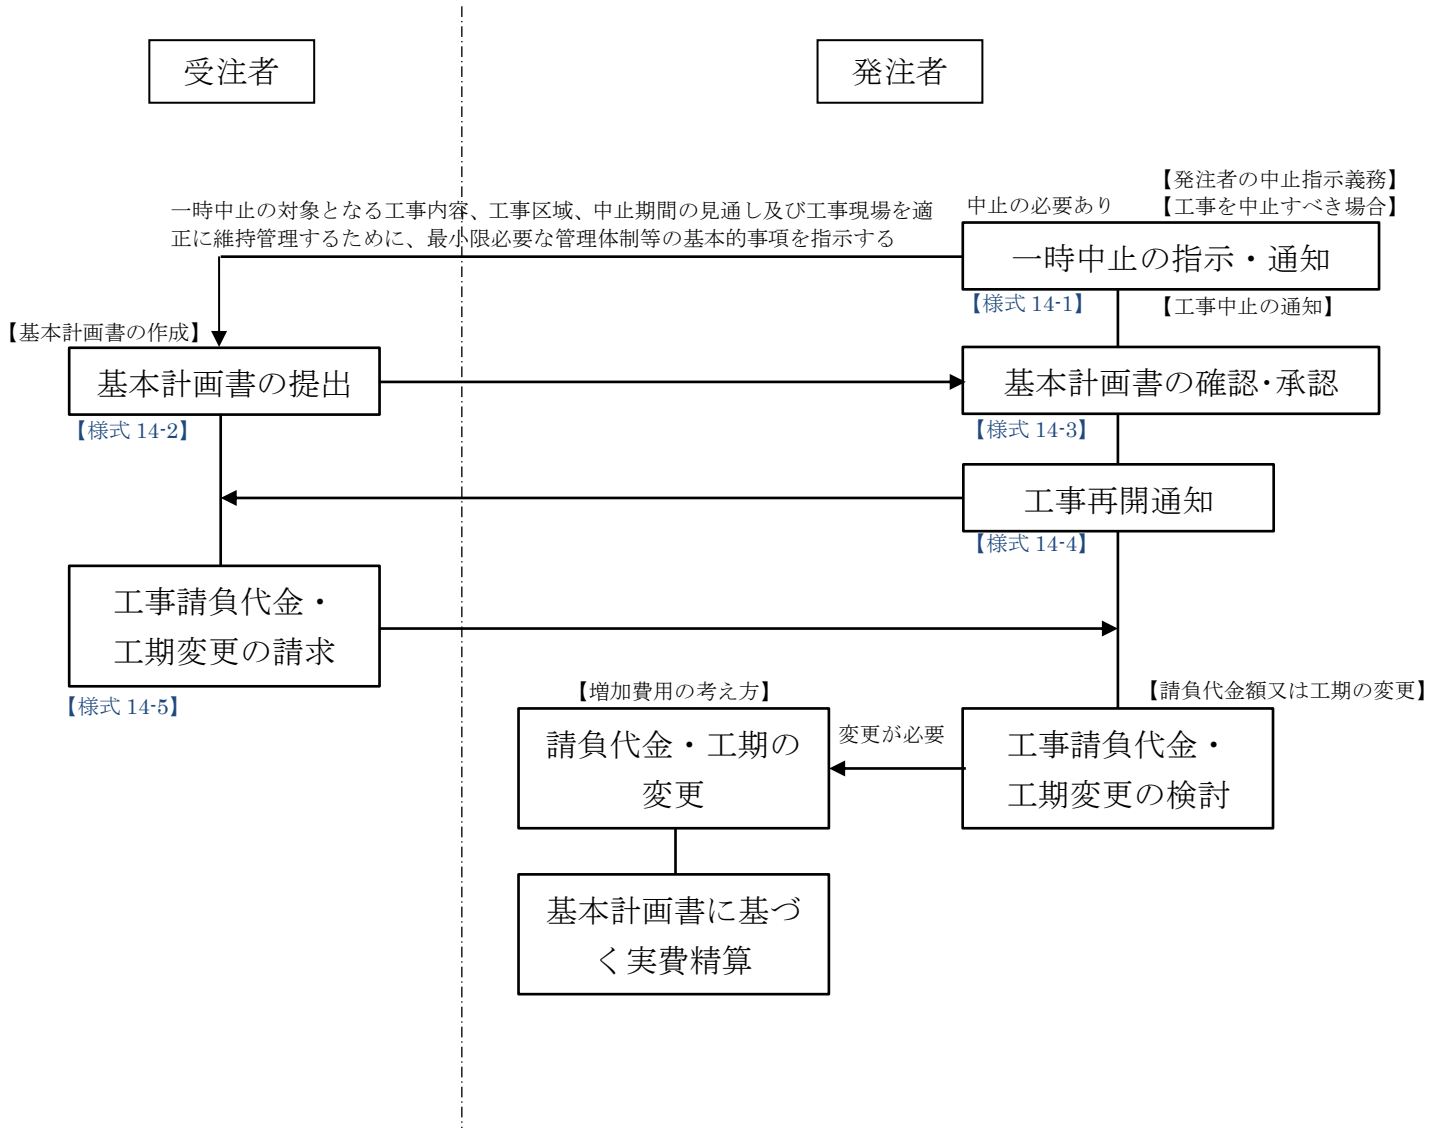 受注者
発注者
【発注者の中止指示義務】
中止の必要あり
【工事を中止すべき場合】
一時中止の対象となる工事内容、工事区域、中止期間の見通し及び工事現場を適
正に維持管理するために、最小限必要な管理体制等の基本的事項を指示する
一時中止の指示・通知
【様式 14-1】
【工事中止の通知】
【基本計画書の作成】
基本計画書の提出
基本計画書の確認・承認
【様式 14-2】
【様式 14-3】
工事再開通知
【様式 14-4】
工事請負代金・
工期変更の請求
【様式 14-5】
【増加費用の考え方】
【請負代金額又は工期の変更】
請負代金・工期の
変更
変更が必要
工事請負代金・
工期変更の検討
基本計画書に基づ
く実費精算